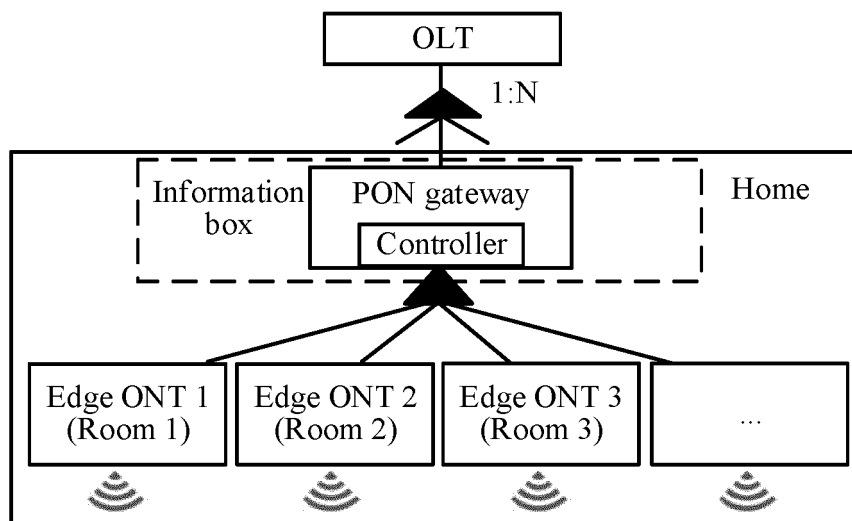 OLT
1:N
Information
box
PON gateway
Controller
Home
Edge ONT 1
(Room 1)
Edge ONT 2
(Room 2)
Edge ONT 3
(Room 3)
...